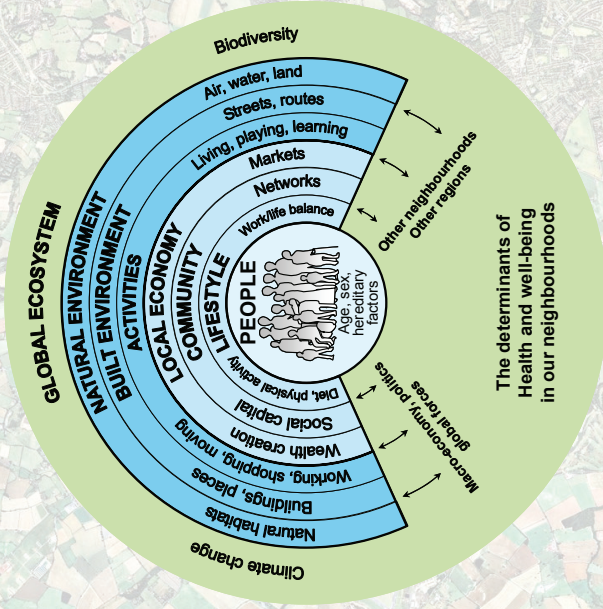 The determinants of
Health and well-being
in our neighbourhoods
GLOBAL ECOSYSTEM
Biodiversity
Climate change
NATURAL ENVIRONMENT
Air, water, land
Natural habitats
BUILT ENVIRONMENT
Streets, routes
Buildings, places
ACTIVITIES
Living, playing, learning
Working, shopping, moving
LOCAL ECONOMY
Markets
Wealth creation
COMMUNITY
Networks
Social capital
LIFESTYLE
Work/life balance
Diet, physical activity
PEOPLE
Age, sex,
hereditary
factors
Other neighbourhoods
Other regions
Macro-economy, politics
global forces